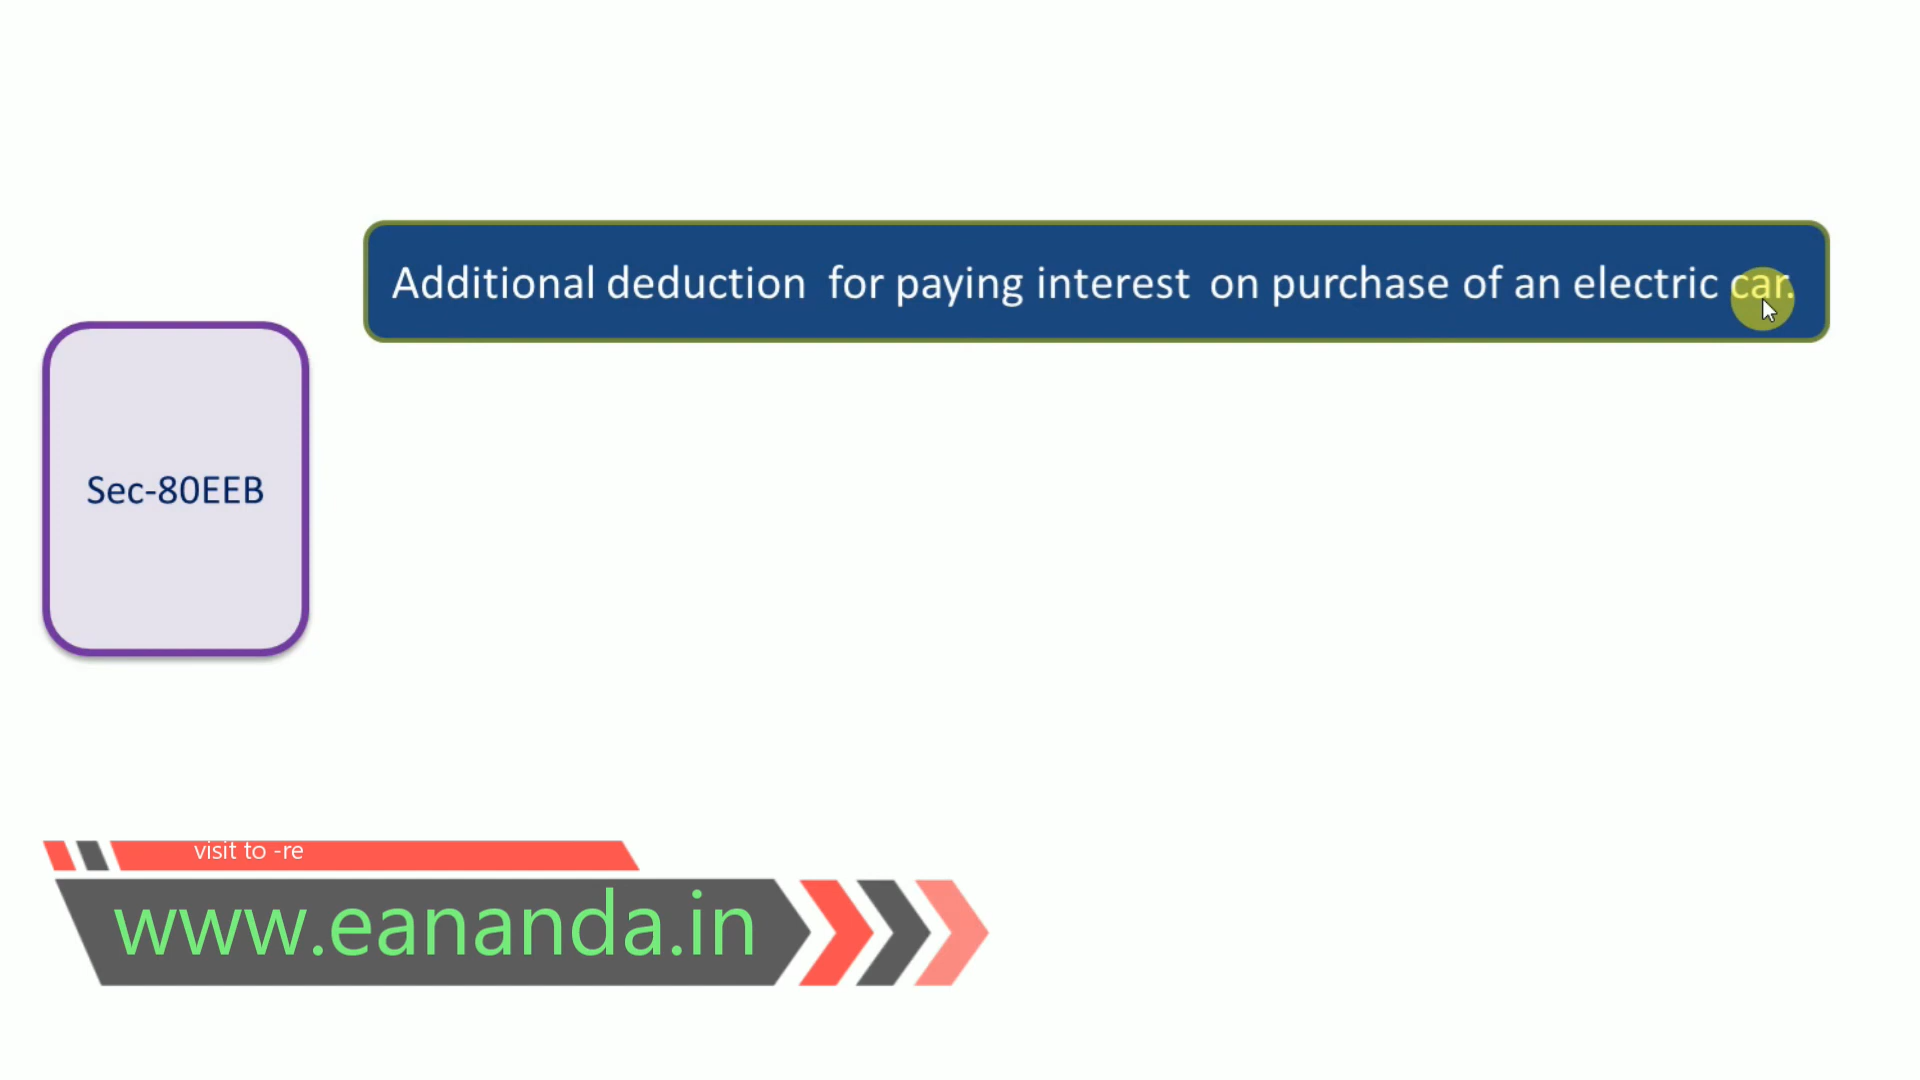 Additional deduction for paying interest on purchase of an electric car.
Sec-80EEB
visit to -re
www.eananda.in